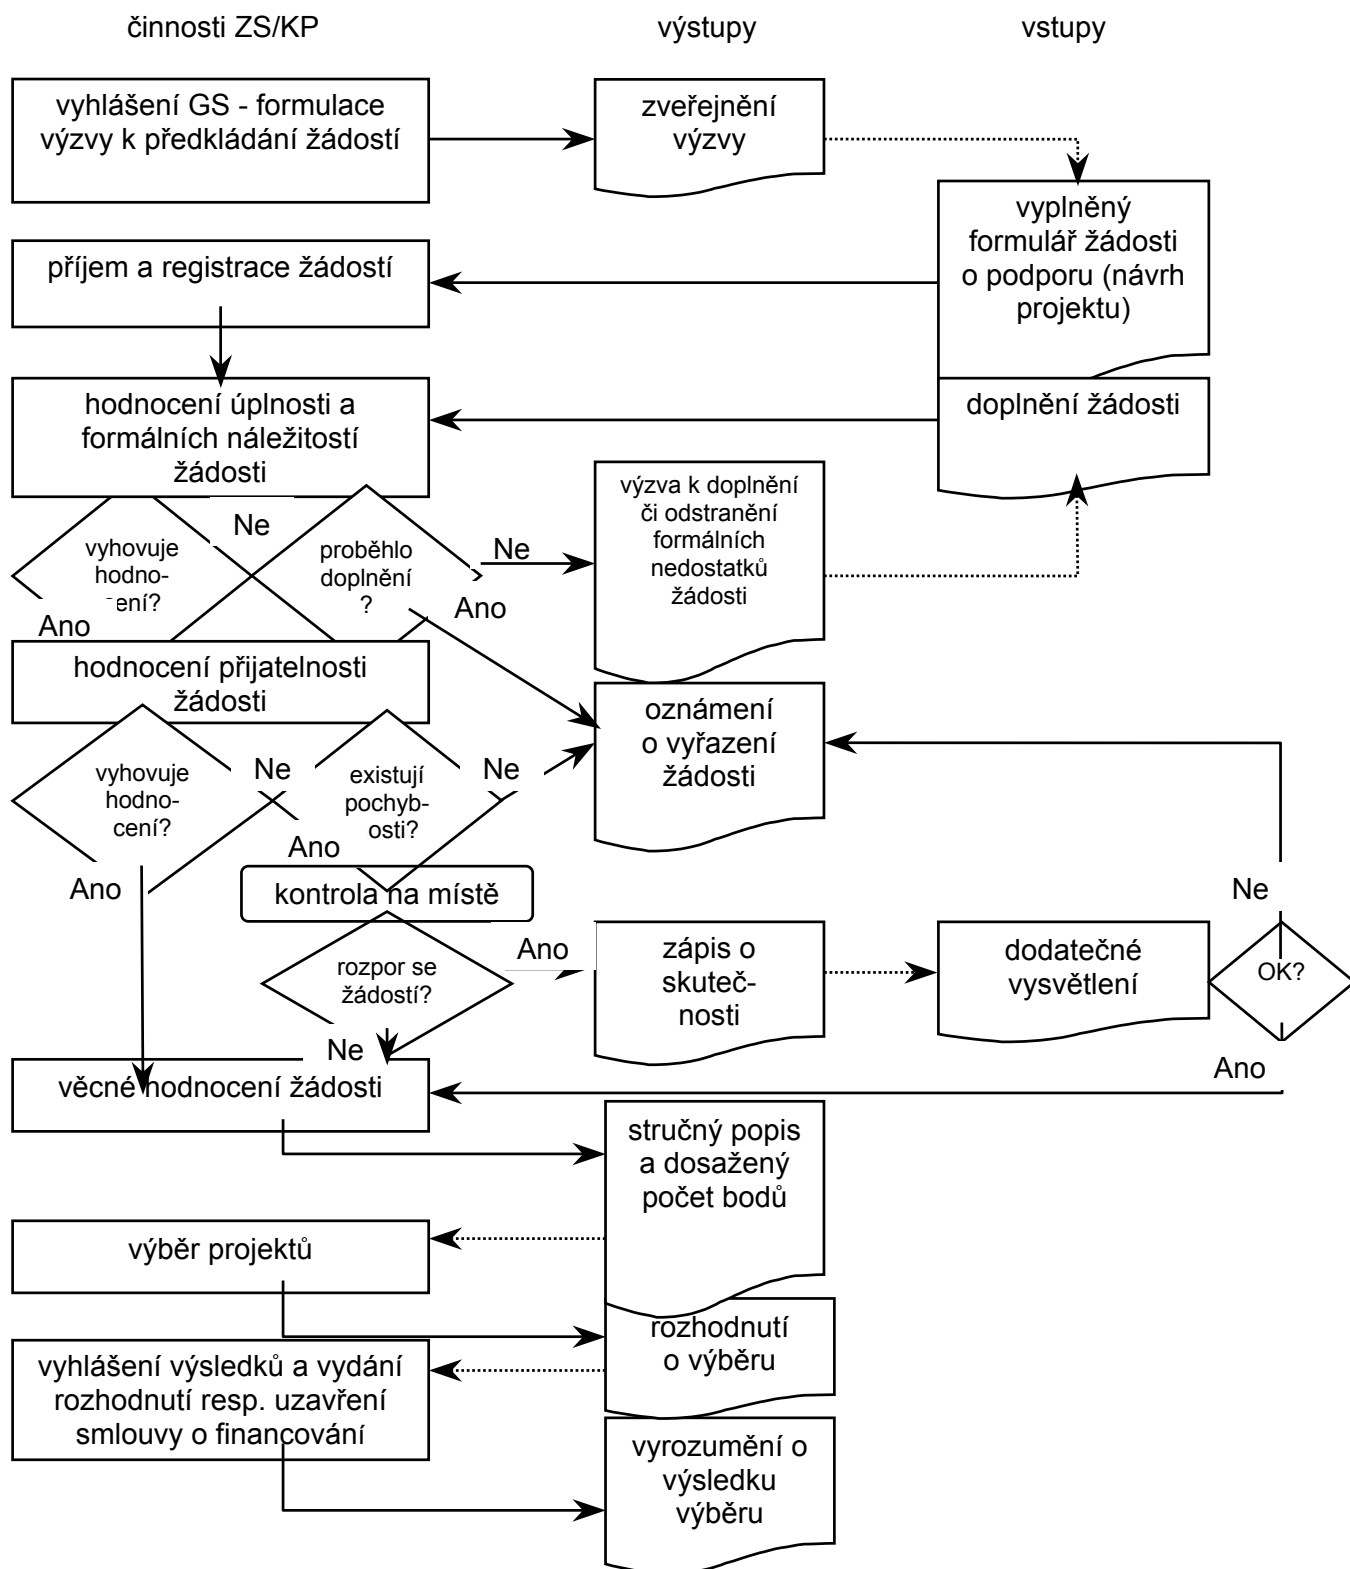 činnosti ZS/KP
výstupy
vstupy
vyhlášení GS - formulace
výzvy k předkládání žádostí
zveřejnění
výzvy
vyplněný
formulář žádosti
o podporu (návrh
projektu)
příjem a registrace žádostí
hodnocení úplnosti a
formálních náležitostí
žádosti
doplnění žádosti
výzva k doplnění
či odstranění
formálních
nedostatků
žádosti
Ne
vyhovuje
hodno-
cení?
proběhlo
doplnění
?
Ne
Ano
Ano
hodnocení přijatelnosti
žádosti
oznámení
o vyřazení
žádosti
vyhovuje
hodno-
cení?
Ne
existují
pochyb-
osti?
Ne
Ano
Ano
kontrola na místě
Ne
rozpor se
žádostí?
Ano
zápis o
skuteč-
nosti
dodatečné
vysvětlení
OK?
Ne
Ano
věcné hodnocení žádosti
stručný popis
a dosažený
počet bodů
výběr projektů
rozhodnutí
o výběru
vyhlášení výsledků a vydání
rozhodnutí resp. uzavření
smlouvy o financování
vyrozumění o
výsledku
výběru